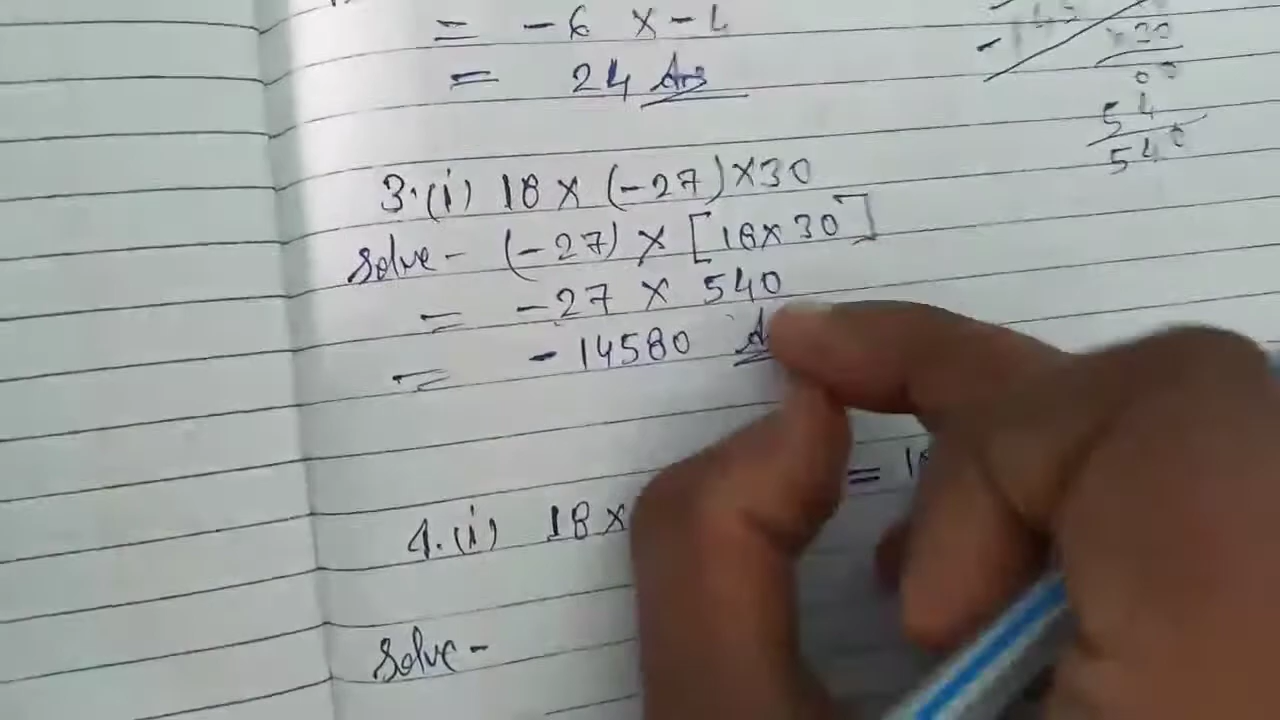 = -6 x -4
= 24 Ans
3.(i) 18 x (-27) x 30
Solve - (-27) x [18 x 30]
= -27 x 540
= -14580
4.(i) 18 x
=
Solve -
54
540